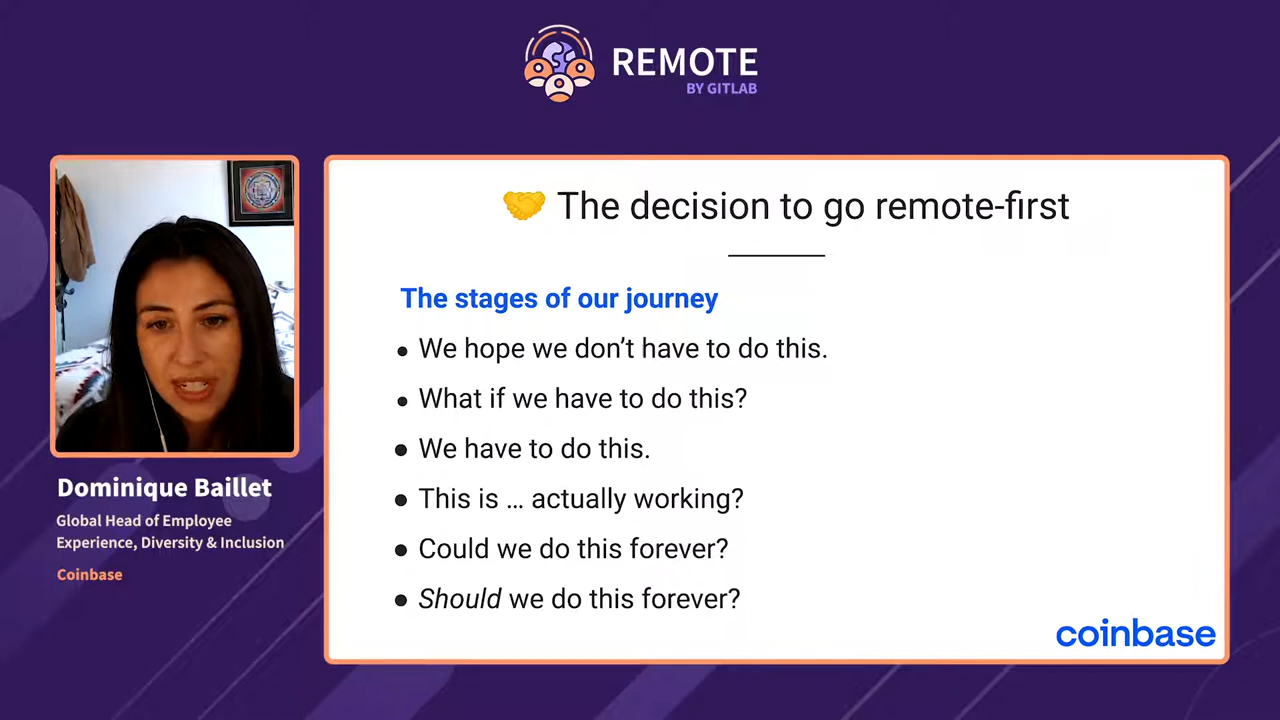 REMOTE
BY GITLAB
🤝 The decision to go remote-first
The stages of our journey
● We hope we don’t have to do this.
● What if we have to do this?
● We have to do this.
● This is ... actually working?
● Could we do this forever?
● Should we do this forever?
coinbase
Dominique Baillet
Global Head of Employee
Experience, Diversity & Inclusion
Coinbase